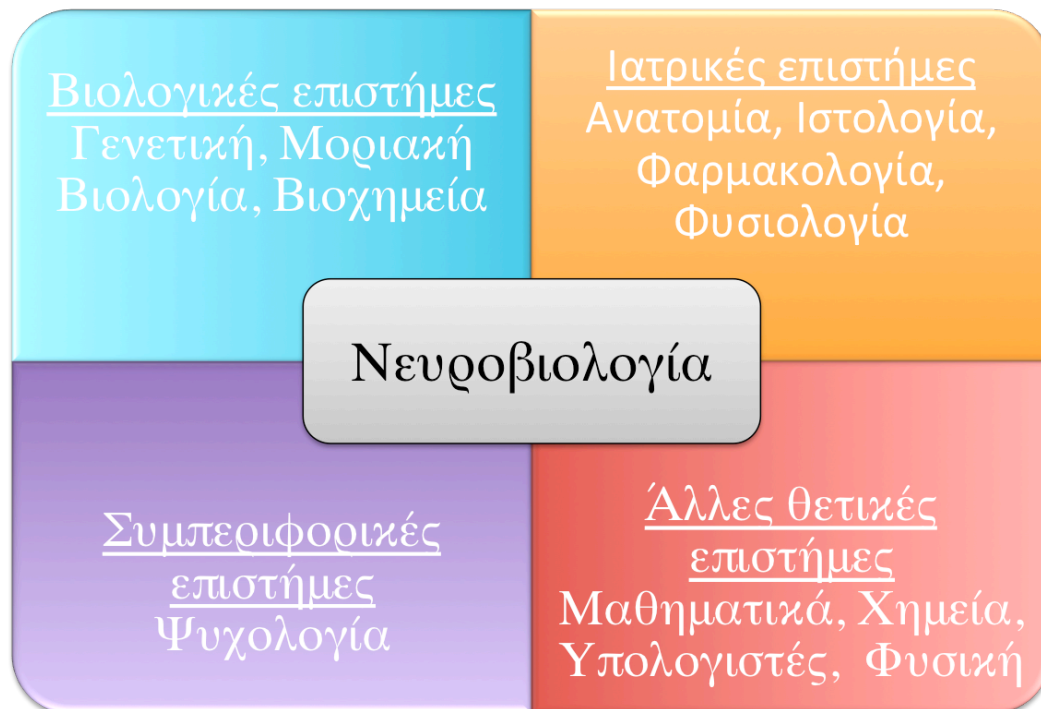 Βιολογικές επιστήμες
Γενετική, Μοριακή
Βιολογία, Βιοχημεία
Ιατρικές επιστήμες
Ανατομία, Ιστολογία,
Φαρμακολογία,
Φυσιολογία
Νευροβιολογία
Συμπεριφορικές
επιστήμες
Ψυχολογία
Άλλες θετικές
επιστήμες
Μαθηματικά, Χημεία,
Υπολογιστές, Φυσική